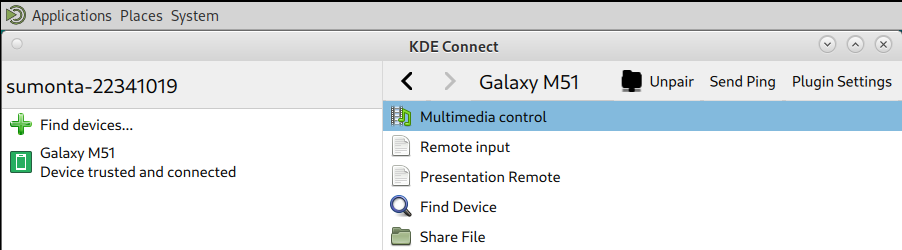 Applications Places System
KDE Connect
sumonta-22341019
Galaxy M51 Unpair Send Ping Plugin Settings
Find devices...
Galaxy M51
Device trusted and connected
Multimedia control
Remote input
Presentation Remote
Find Device
Share File